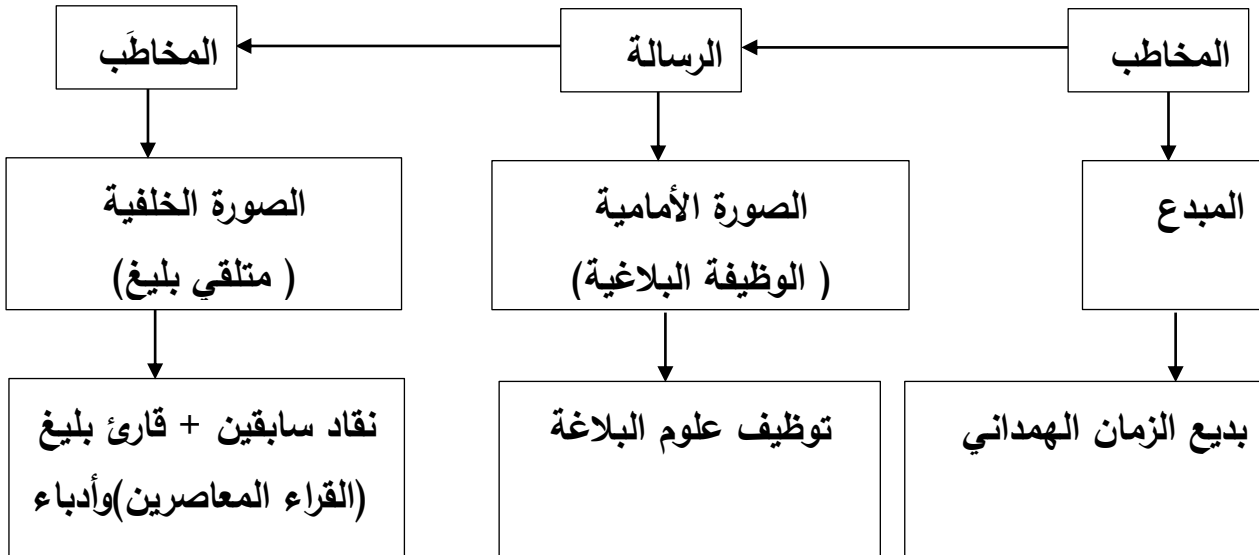 المخاطب
الرسالة
المخاطَب
المبدع
الصورة الأمامية
( الوظيفة البلاغية)
الصورة الخلفية
( متلقي بليغ)
بديع الزمان الهمداني
توظيف علوم البلاغة
نقاد سابقين + قارئ بليغ
(القراء المعاصرين)وأدباء